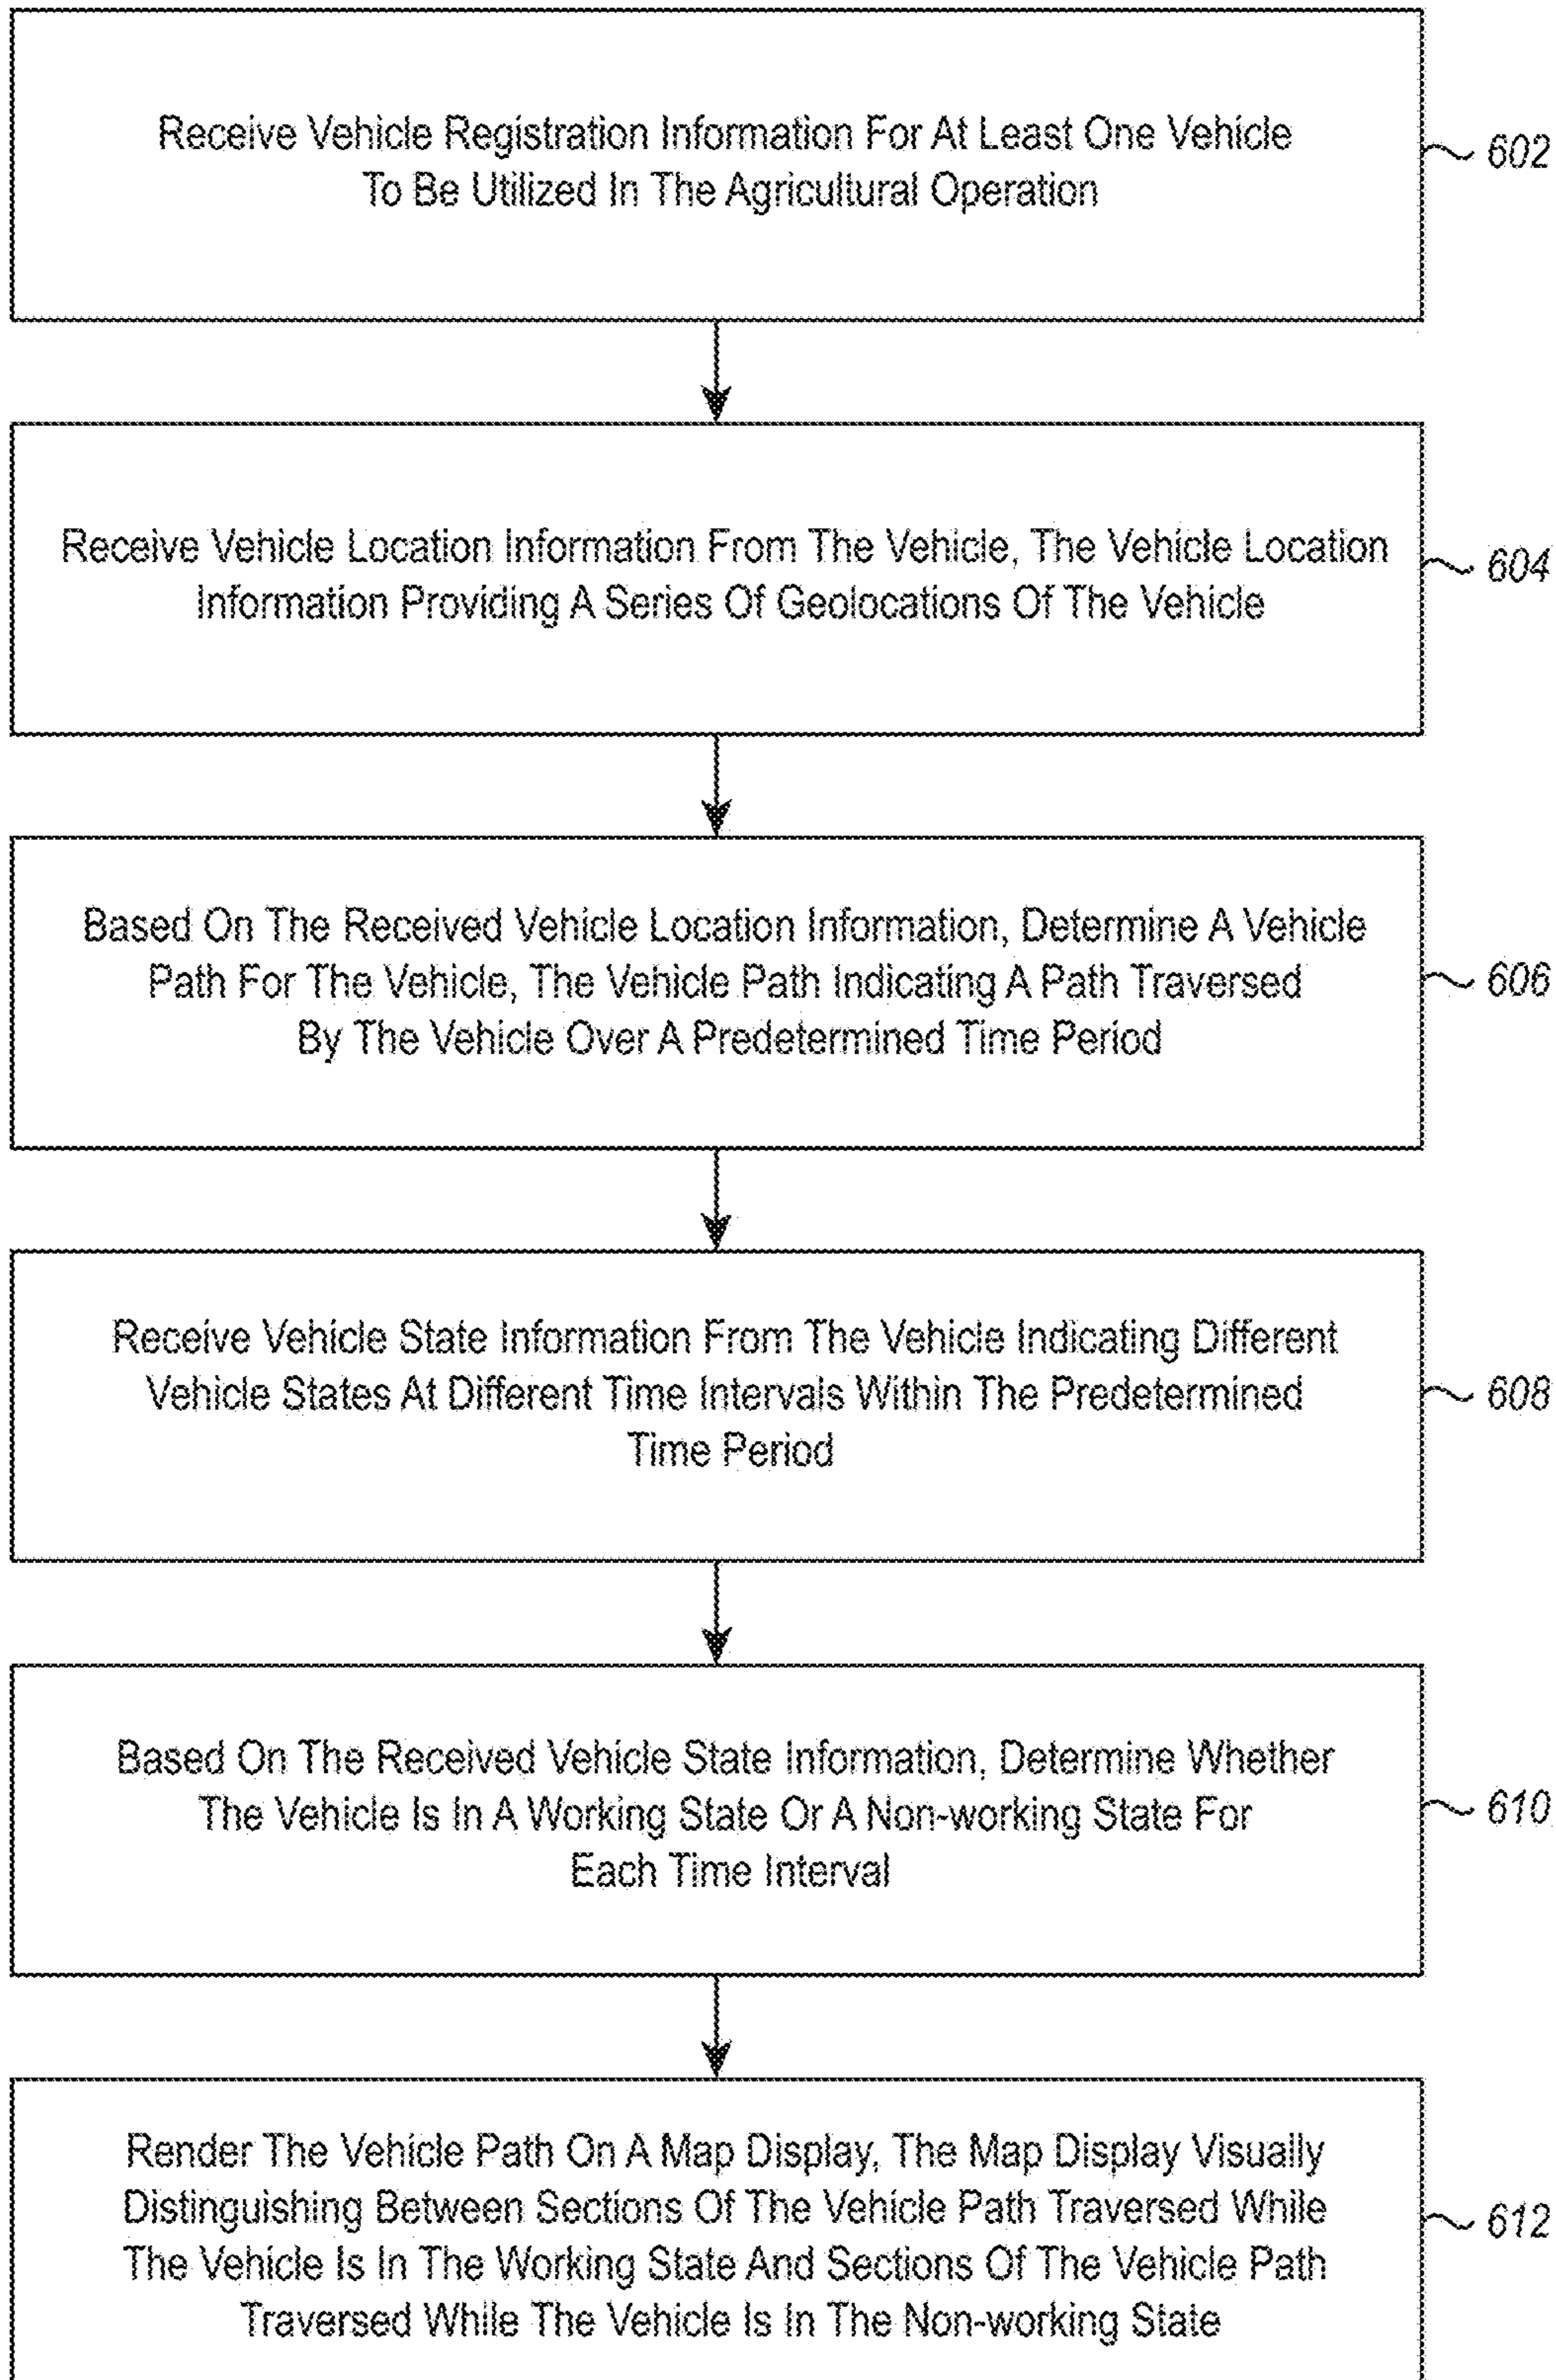 Receive Vehicle Registration Information For At Least One Vehicle
To Be Utilized In The Agricultural Operation
602
Receive Vehicle Location Information From The Vehicle, The Vehicle Location
Information Providing A Series Of Geolocations Of The Vehicle
604
Based On The Received Vehicle Location Information, Determine A Vehicle
Path For The Vehicle, The Vehicle Path Indicating A Path Traversed
By The Vehicle Over A Predetermined Time Period
606
Receive Vehicle State Information From The Vehicle Indicating Different
Vehicle States At Different Time Intervals Within The Predetermined
Time Period
608
Based On The Received Vehicle State Information, Determine Whether
The Vehicle Is In A Working State Or A Non-working State For
Each Time Interval
610
Render The Vehicle Path On A Map Display, The Map Display Visually
Distinguishing Between Sections Of The Vehicle Path Traversed While
The Vehicle Is In The Working State And Sections Of The Vehicle Path
Traversed While The Vehicle Is In The Non-working State
612